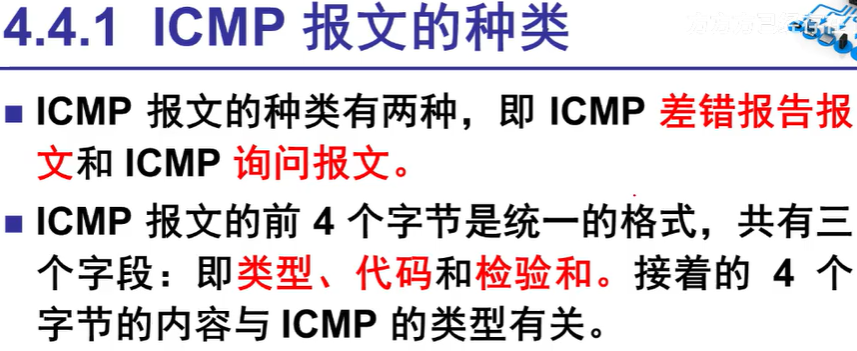 4.4.1 ICMP 报文的种类
ICMP 报文的种类有两种，即 ICMP 差错报告报
文和 ICMP 询问报文。
ICMP 报文的前 4 个字节是统一的格式，共有三
个字段：即类型、代码和检验和。接着的 4 个
字节的内容与 ICMP 的类型有关。